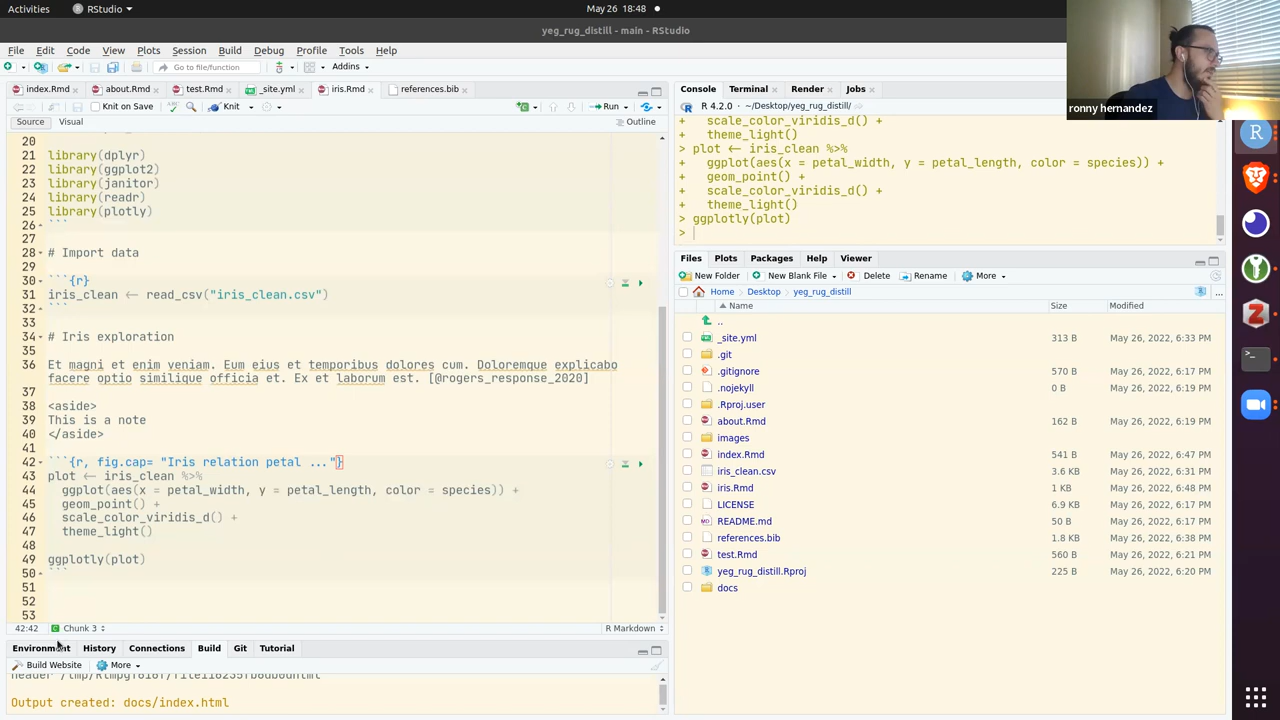 Activities RStudio May 26 18:48
yeg_rug_distill - main - RStudio
File Edit Code View Plots Session Build Debug Profile Tools Help
Go to file/function Addins
index.Rmd about.Rmd test.Rmd _site.yml iris.Rmd references.bib
Knit on Save Knit Run
Source Visual Outline
20
21 library(dplyr)
22 library(ggplot2)
23 library(janitor)
24 library(readr)
25 library(plotly)
26 ```
27
28 # Import data
29
30 ```{r}
31 iris_clean <- read_csv("iris_clean.csv")
32 ```
33
34 # Iris exploration
35
36 Et magni et enim veniam. Eum eius et temporibus dolores cum. Doloremque explicabo
facere optio similique officia et. Ex et laborum est. [@rogers_response_2020]
37
38 <aside>
39 This is a note
40 </aside>
41
42 ```{r, fig.cap= "Iris relation petal ..."}
43 plot <- iris_clean %>%
44 ggplot(aes(x = petal_width, y = petal_length, color = species)) +
45 geom_point() +
46 scale_color_viridis_d() +
47 theme_light()
48
49 ggplotly(plot)
50 ```
51
52
53
42:42 Chunk 3 R Markdown
Environment History Connections Build Git Tutorial
Build Website More
Output created: docs/index.html
Console Terminal Render Jobs
R 4.2.0 · ~/Desktop/yeg_rug_distill/
+ scale_color_viridis_d() +
+ theme_light()
> plot <- iris_clean %>%
+ ggplot(aes(x = petal_width, y = petal_length, color = species)) +
+ geom_point() +
+ scale_color_viridis_d() +
+ theme_light()
> ggplotly(plot)
>
Files Plots Packages Help Viewer
New Folder New Blank File Delete Rename More
Home Desktop yeg_rug_distill ...
Name Size Modified
..
_site.yml 313 B May 26, 2022, 6:33 PM
.git
.gitignore 570 B May 26, 2022, 6:17 PM
.nojekyll 0 B May 26, 2022, 6:19 PM
.Rproj.user
about.Rmd 162 B May 26, 2022, 6:19 PM
images
index.Rmd 541 B May 26, 2022, 6:47 PM
iris_clean.csv 3.6 KB May 26, 2022, 6:31 PM
iris.Rmd 1 KB May 26, 2022, 6:48 PM
LICENSE 6.9 KB May 26, 2022, 6:17 PM
README.md 50 B May 26, 2022, 6:17 PM
references.bib 1.8 KB May 26, 2022, 6:38 PM
test.Rmd 560 B May 26, 2022, 6:21 PM
yeg_rug_distill.Rproj 225 B May 26, 2022, 6:20 PM
docs
ronny hernandez